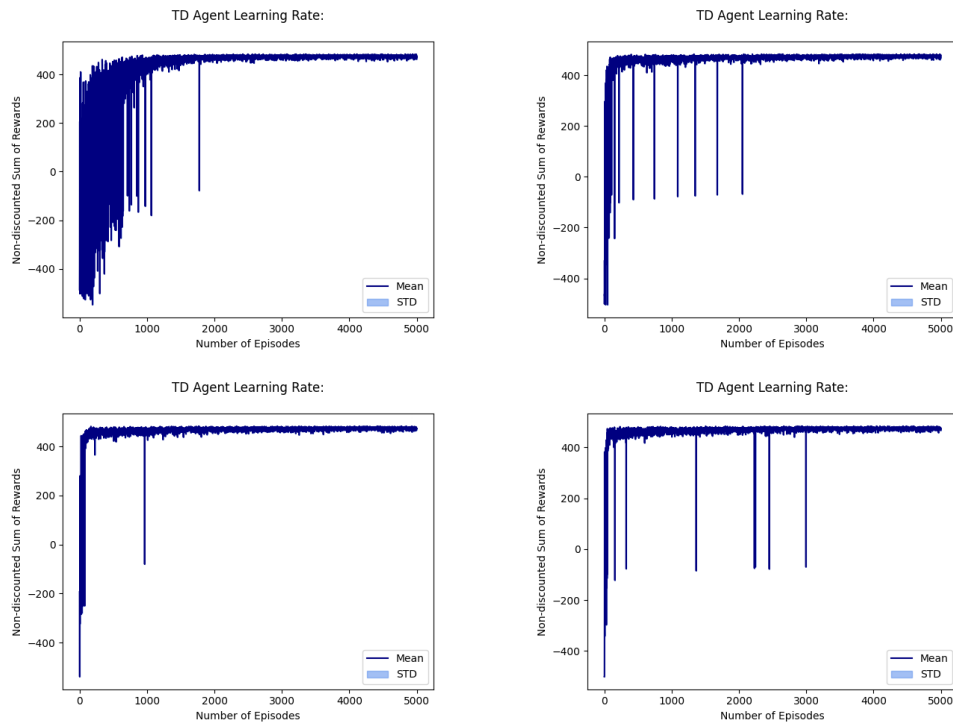 TD Agent Learning Rate:
Non-discounted Sum of Rewards
400
200
0
−200
−400
0 1000 2000 3000 4000 5000
Number of Episodes
Mean
STD
TD Agent Learning Rate:
Non-discounted Sum of Rewards
400
200
0
−200
−400
0 1000 2000 3000 4000 5000
Number of Episodes
Mean
STD
TD Agent Learning Rate:
Non-discounted Sum of Rewards
400
200
0
−200
−400
0 1000 2000 3000 4000 5000
Number of Episodes
Mean
STD
TD Agent Learning Rate:
Non-discounted Sum of Rewards
400
200
0
−200
−400
0 1000 2000 3000 4000 5000
Number of Episodes
Mean
STD